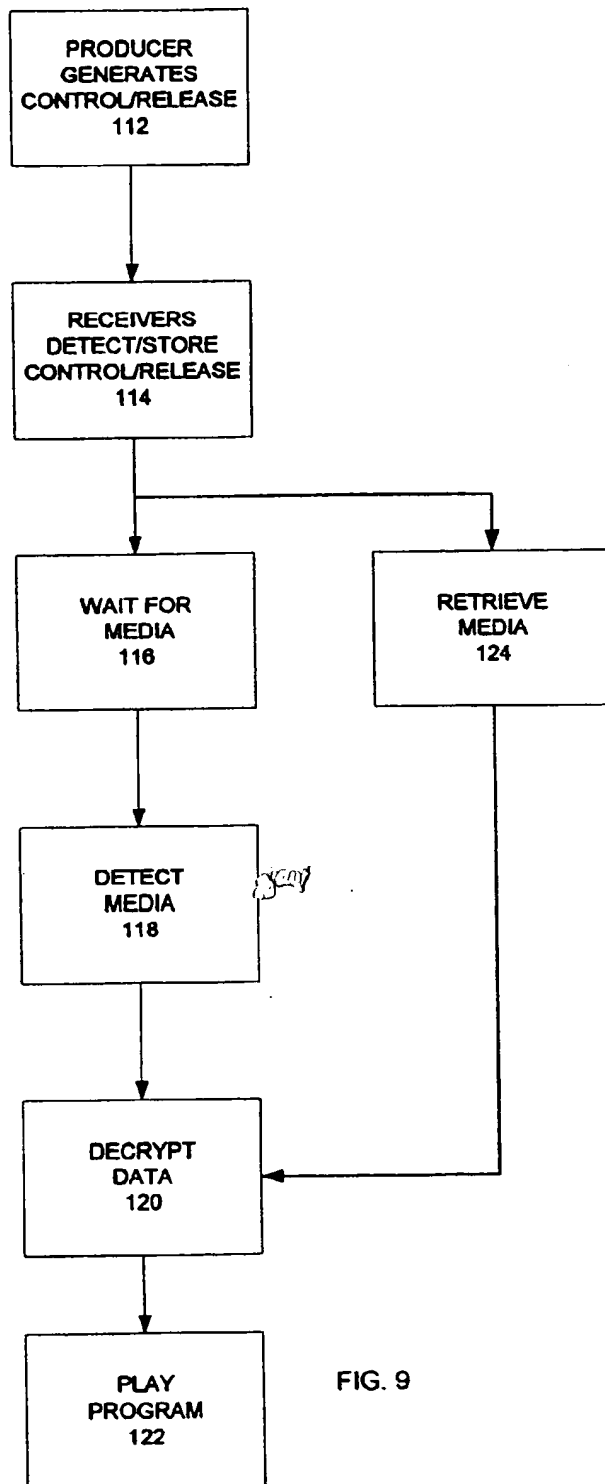 PRODUCER
GENERATES
CONTROL/RELEASE
112
RECEIVERS
DETECT/STORE
CONTROL/RELEASE
114
WAIT FOR
MEDIA
116
RETRIEVE
MEDIA
124
DETECT
MEDIA
118
DECRYPT
DATA
120
PLAY
PROGRAM
122
FIG. 9